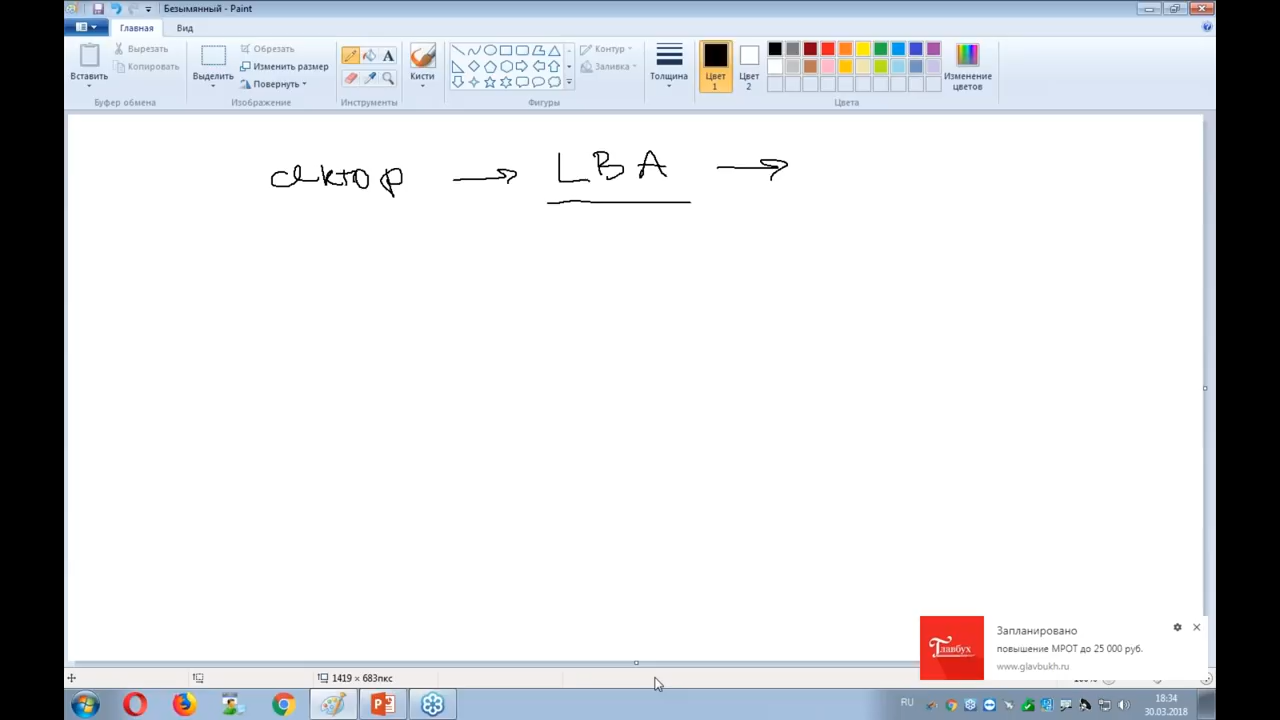 Безымянный - Paint
Главная Вид
Вставить
Вырезать
Копировать
Буфер обмена
Выделить
Обрезать
Изменить размер
Повернуть
Изображение
A
Инструменты
Кисти
Контур
Заливка
Фигуры
Толщина
Цвет 1
Цвет 2
Изменение цветов
Цвета
сектор → LBA →
Запланировано
повышение МРОТ до 25 000 руб.
www.glavbukh.ru
Главбух
1419 × 683пкс
RU
18:34
30.03.2018